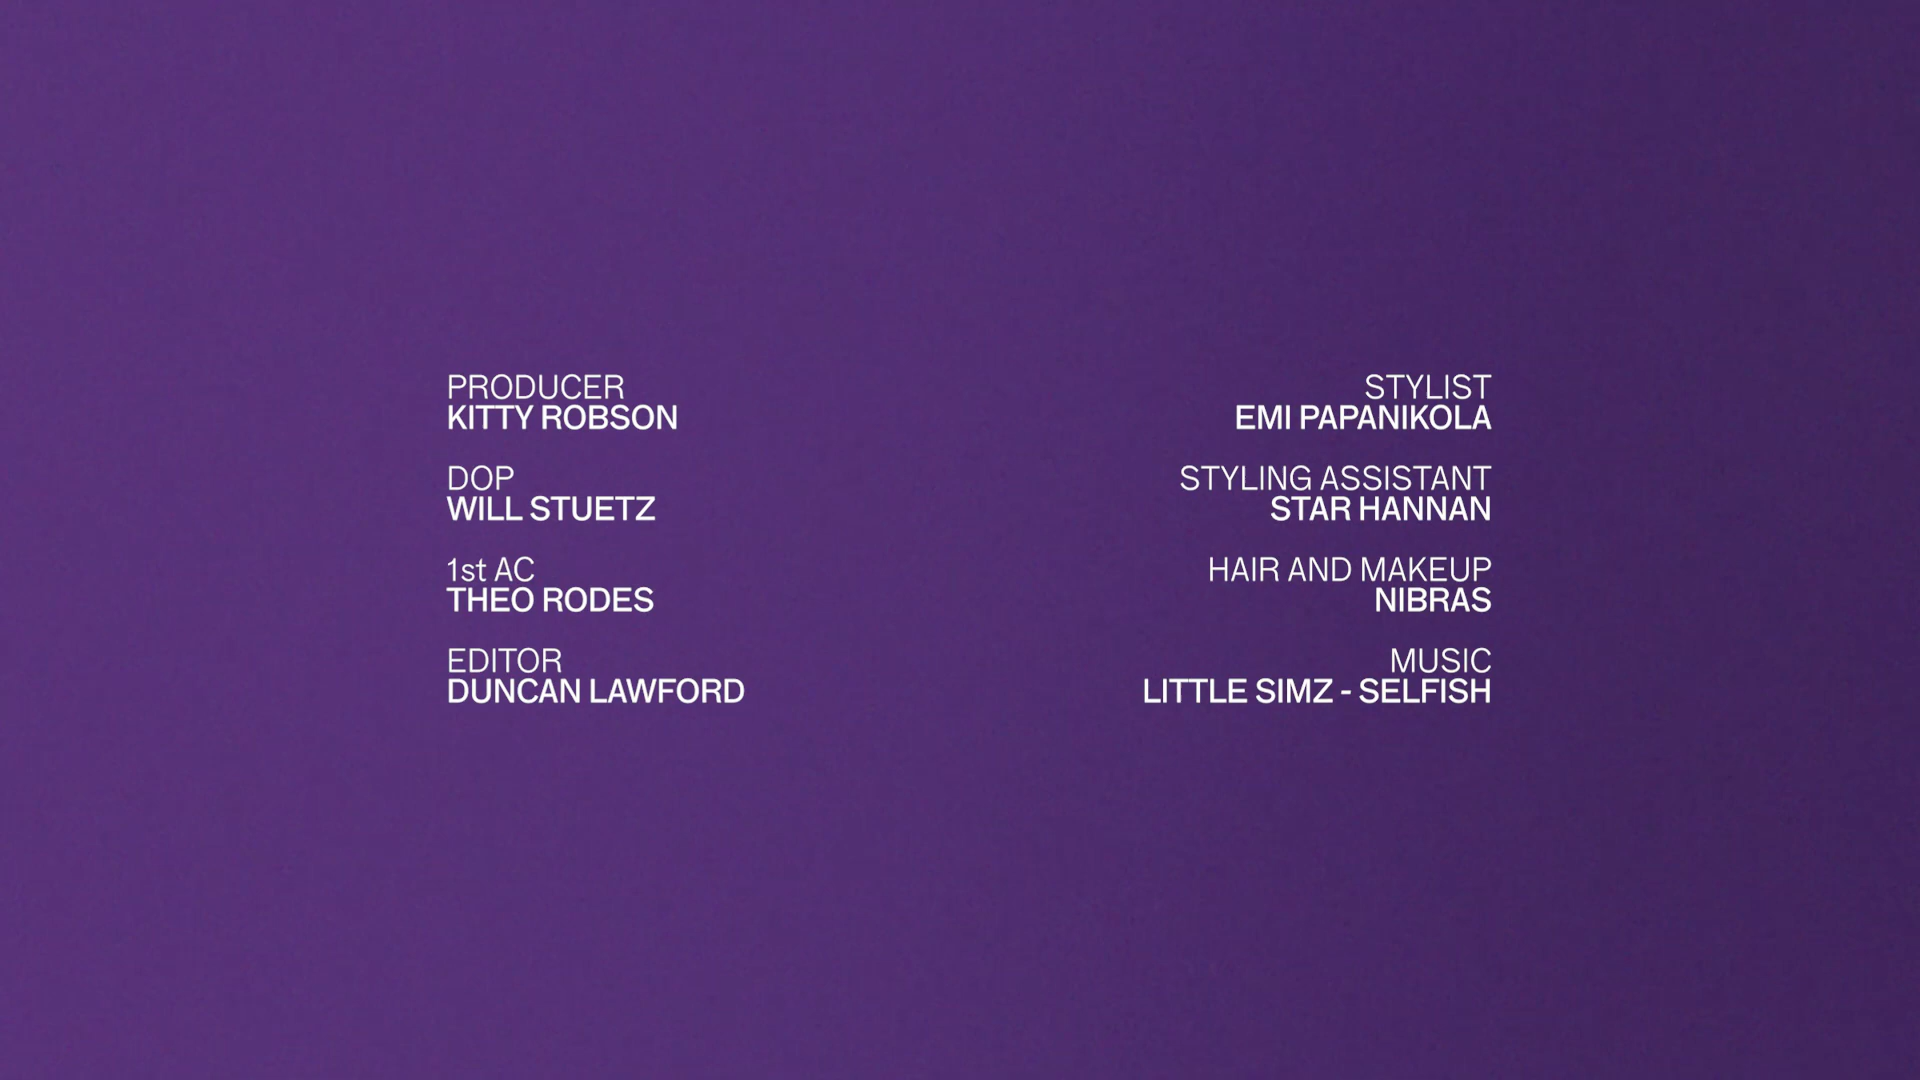 PRODUCER
KITTY ROBSON
DOP
WILL STUETZ
1st AC
THEO RODES
EDITOR
DUNCAN LAWFORD
STYLIST
EMI PAPANIKOLA
STYLING ASSISTANT
STAR HANNAN
HAIR AND MAKEUP
NIBRAS
MUSIC
LITTLE SIMZ - SELFISH